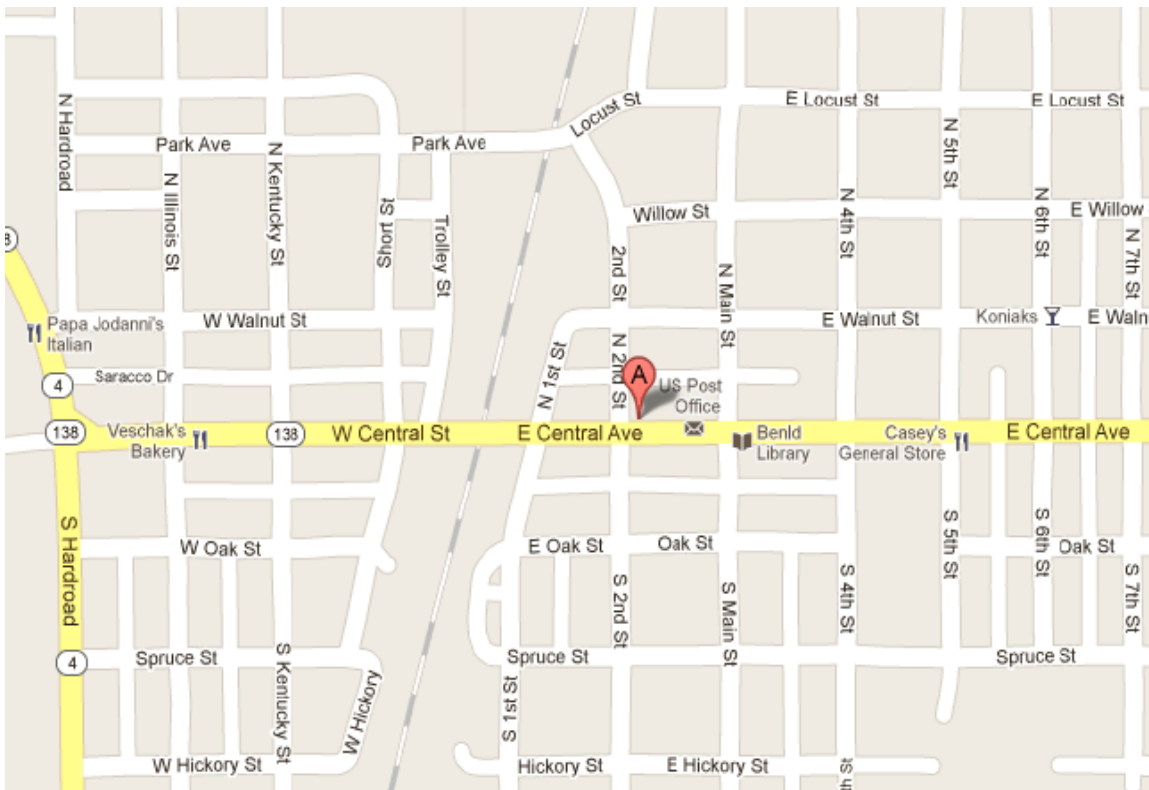 E Locust St
E Locust St
Locust St
N Hardroad
Park Ave
Park Ave
N 5th St
N Kentucky St
N Illinois St
Short St
Trolley St
Willow St
N 4th St
N 6th St
E Willow
N 7th St
2nd St
N Main St
W Walnut St
E Walnut St
Koniaks
E Waln
Papa Jodanni's
Italian
Saracco Dr
4
N 1st St
N 2nd St
A
US Post
Office
138
Veschak's
Bakery
138
W Central St
E Central Ave
Benld
Library
Casey's
General Store
E Central Ave
S Hardroad
W Oak St
E Oak St
Oak St
S 5th St
S 6th St
Oak St
S 2nd St
S Main St
S 4th St
S 7th St
4
Spruce St
S Kentucky St
W Hickory
Spruce St
Spruce St
S 1st St
W Hickory St
Hickory St
E Hickory St